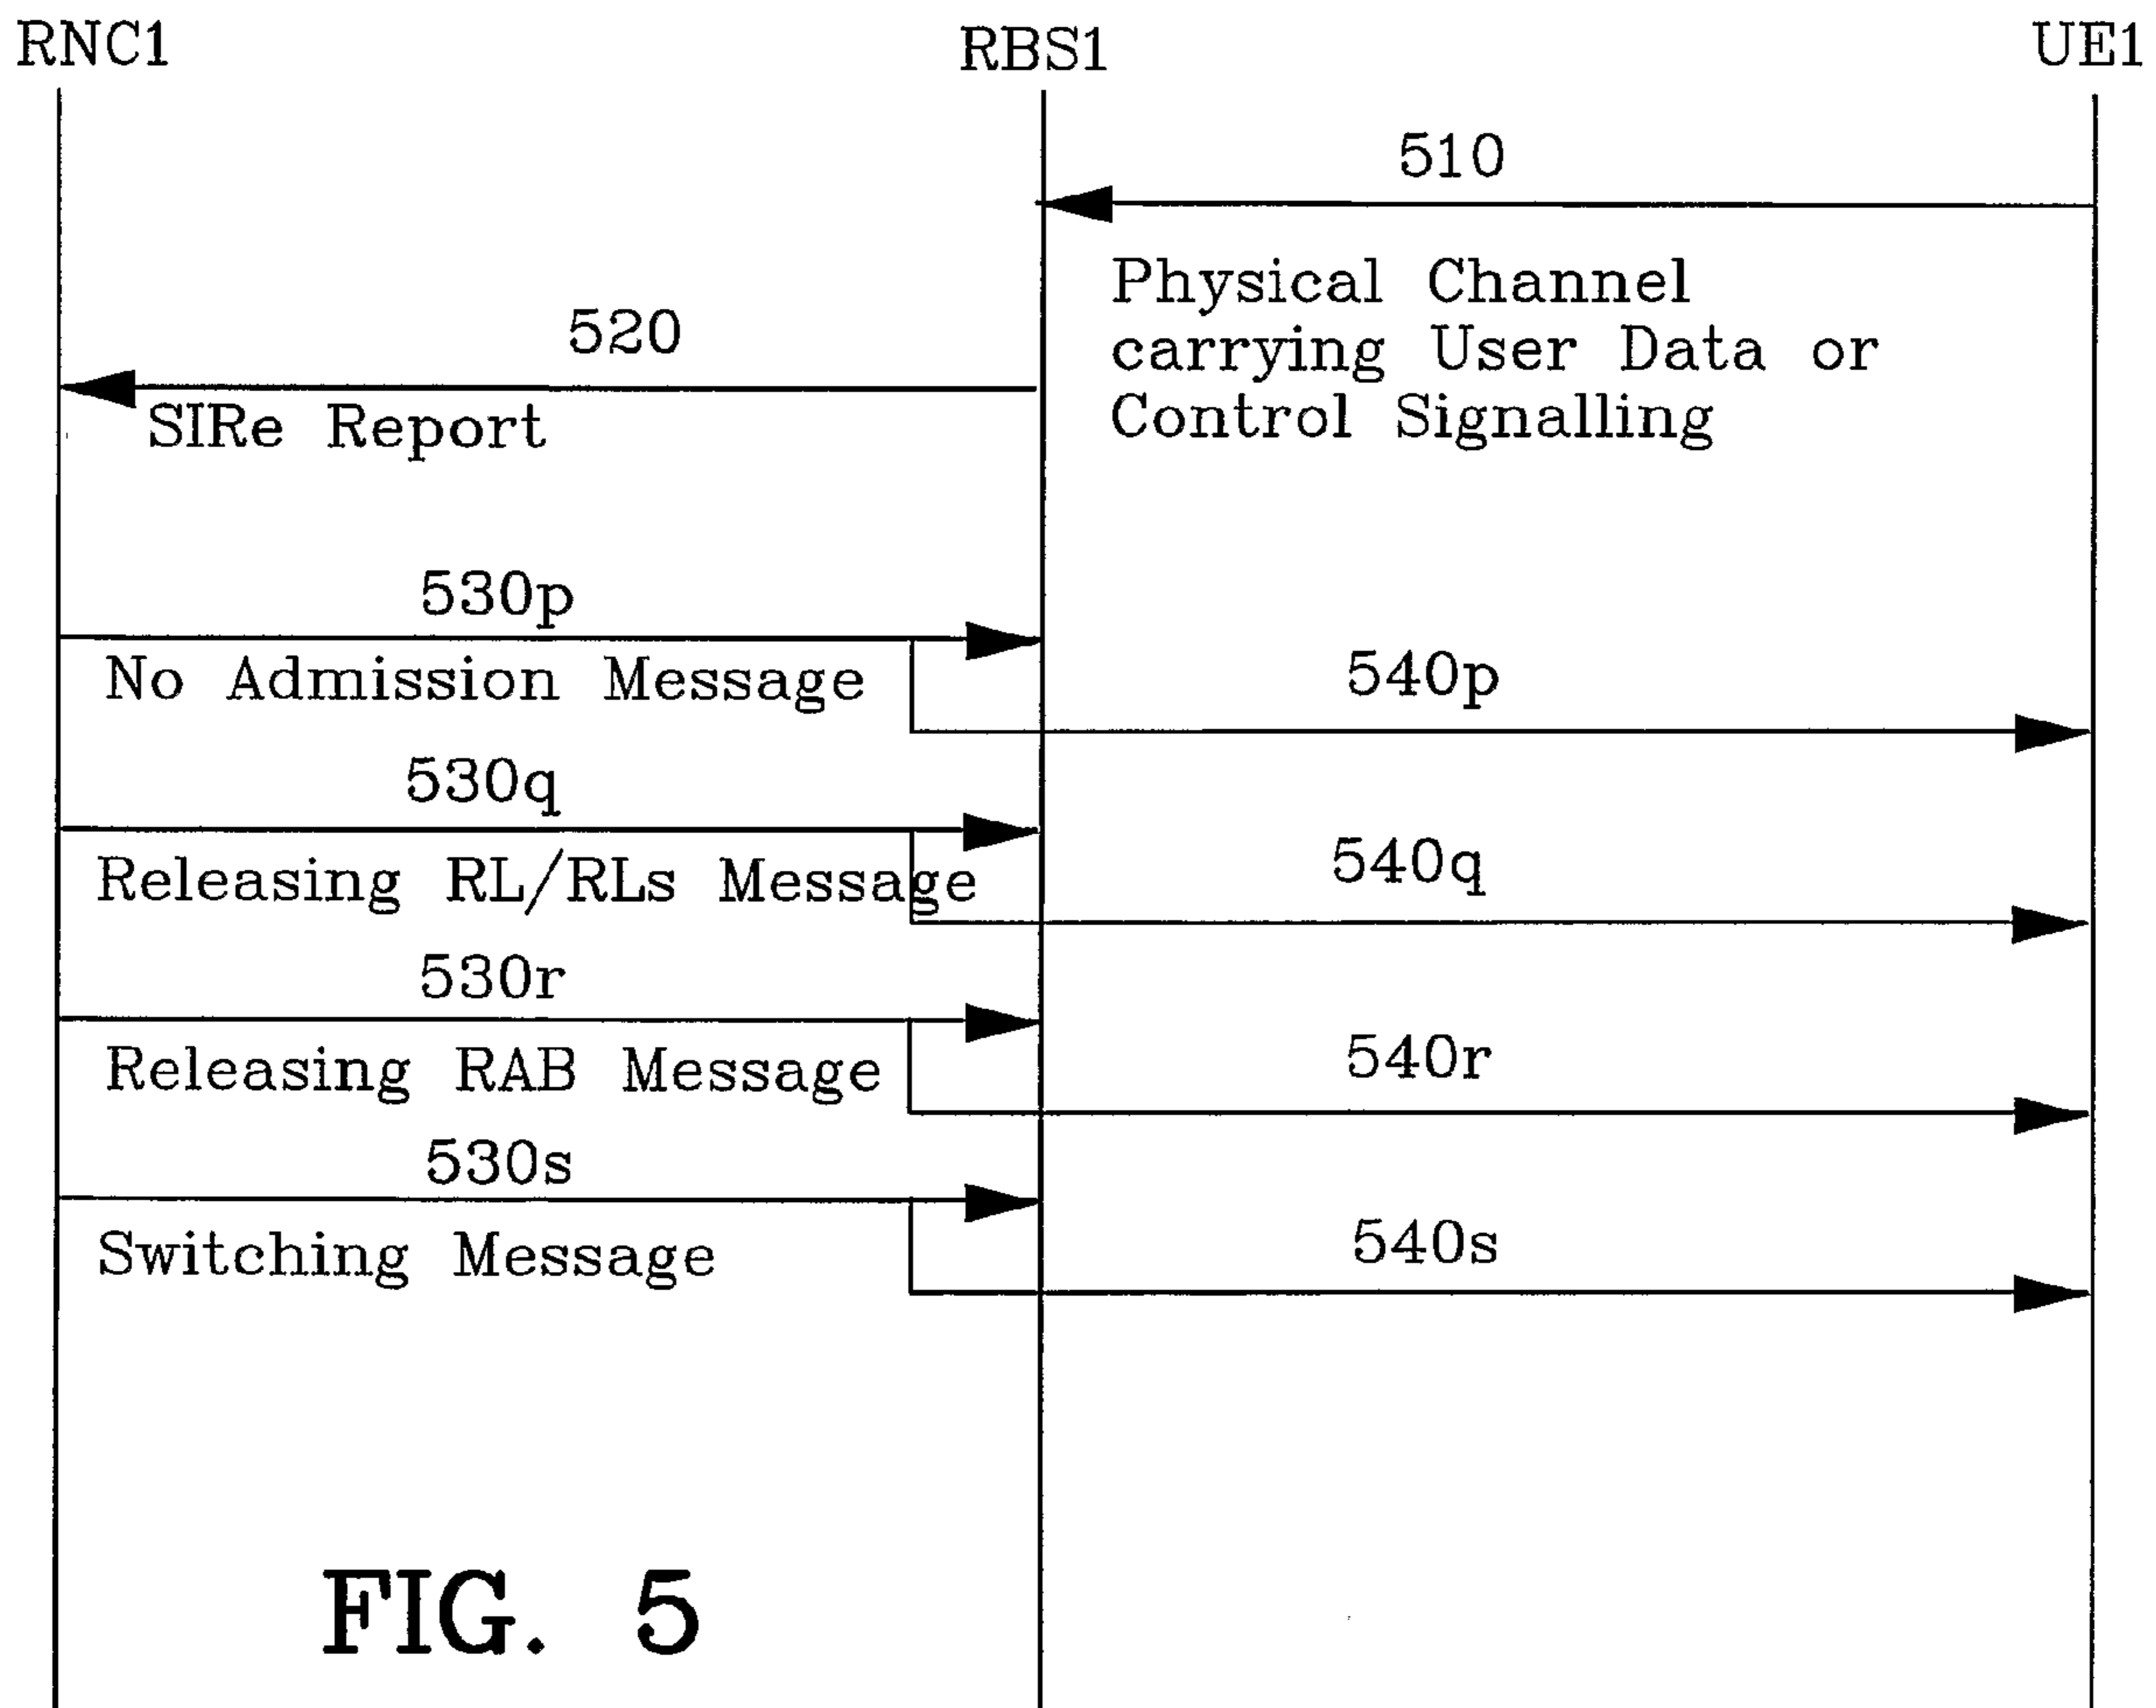 RNC1 RBS1 UE1
510
Physical Channel
carrying User Data or
Control Signalling
520
SIRe Report
530p
No Admission Message
540p
530q
Releasing RL/RLs Message
540q
530r
Releasing RAB Message
540r
530s
Switching Message
540s
FIG. 5